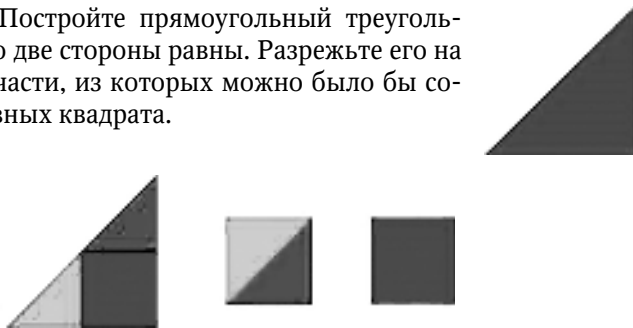 Постройте прямоугольный треуголь-
о две стороны равны. Разрежьте его на
части, из которых можно было бы со-
вных квадрата.